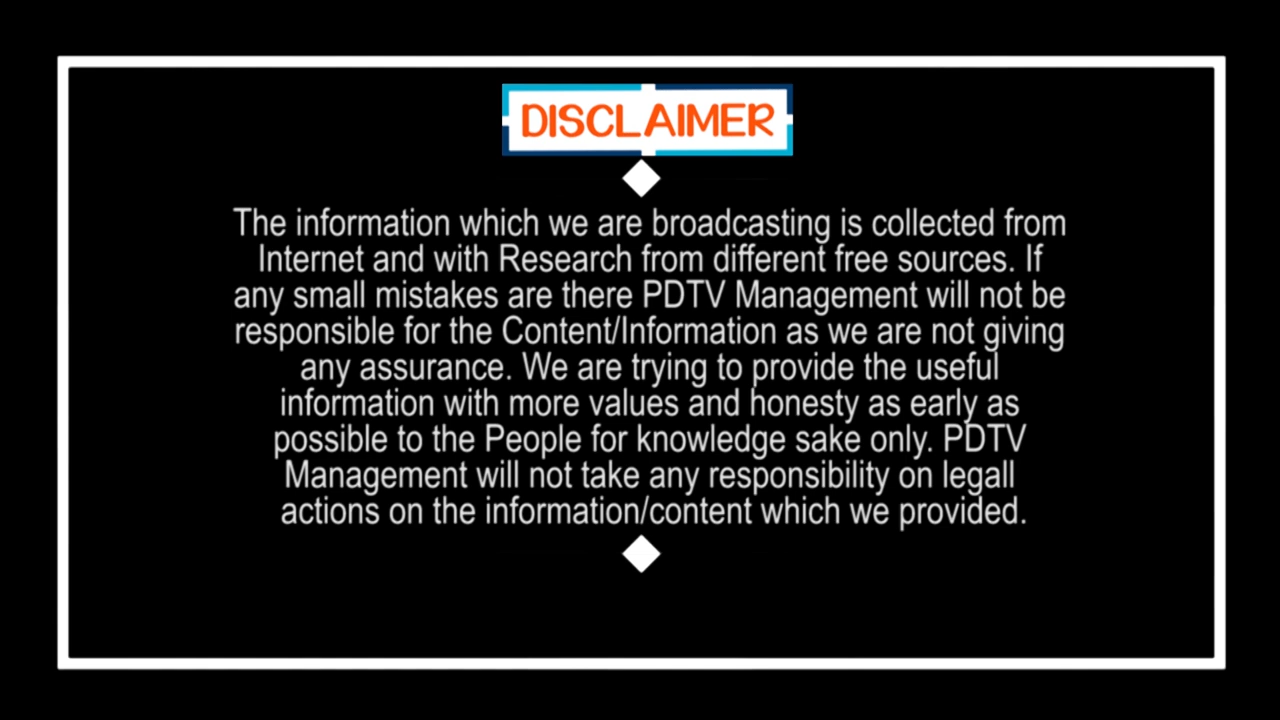 DISCLAIMER
The information which we are broadcasting is collected from
Internet and with Research from different free sources. If
any small mistakes are there PDTV Management will not be
responsible for the Content/Information as we are not giving
any assurance. We are trying to provide the useful
information with more values and honesty as early as
possible to the People for knowledge sake only. PDTV
Management will not take any responsibility on legall
actions on the information/content which we provided.